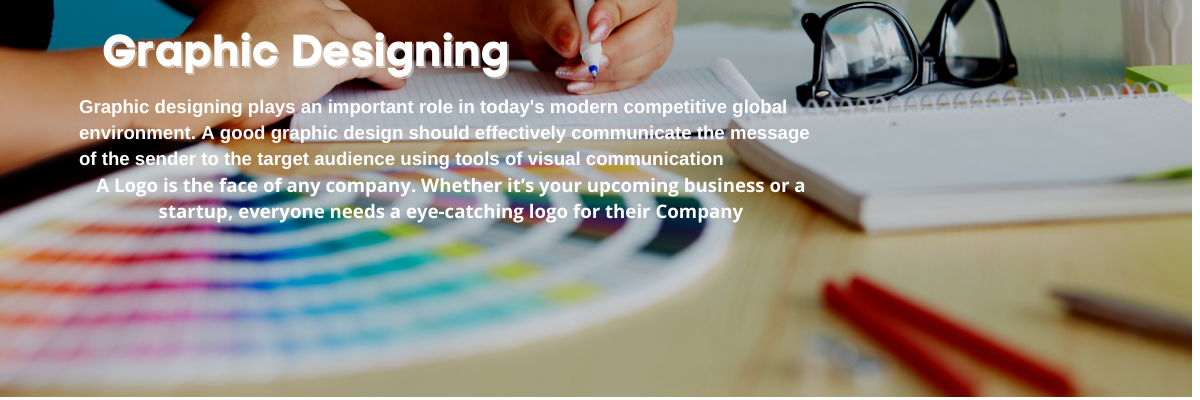 Graphic Designing
Graphic designing plays an important role in today's modern competitive global
environment. A good graphic design should effectively communicate the message
of the sender to the target audience using tools of visual communication
A Logo is the face of any company. Whether it’s your upcoming business or a
startup, everyone needs a eye-catching logo for their Company